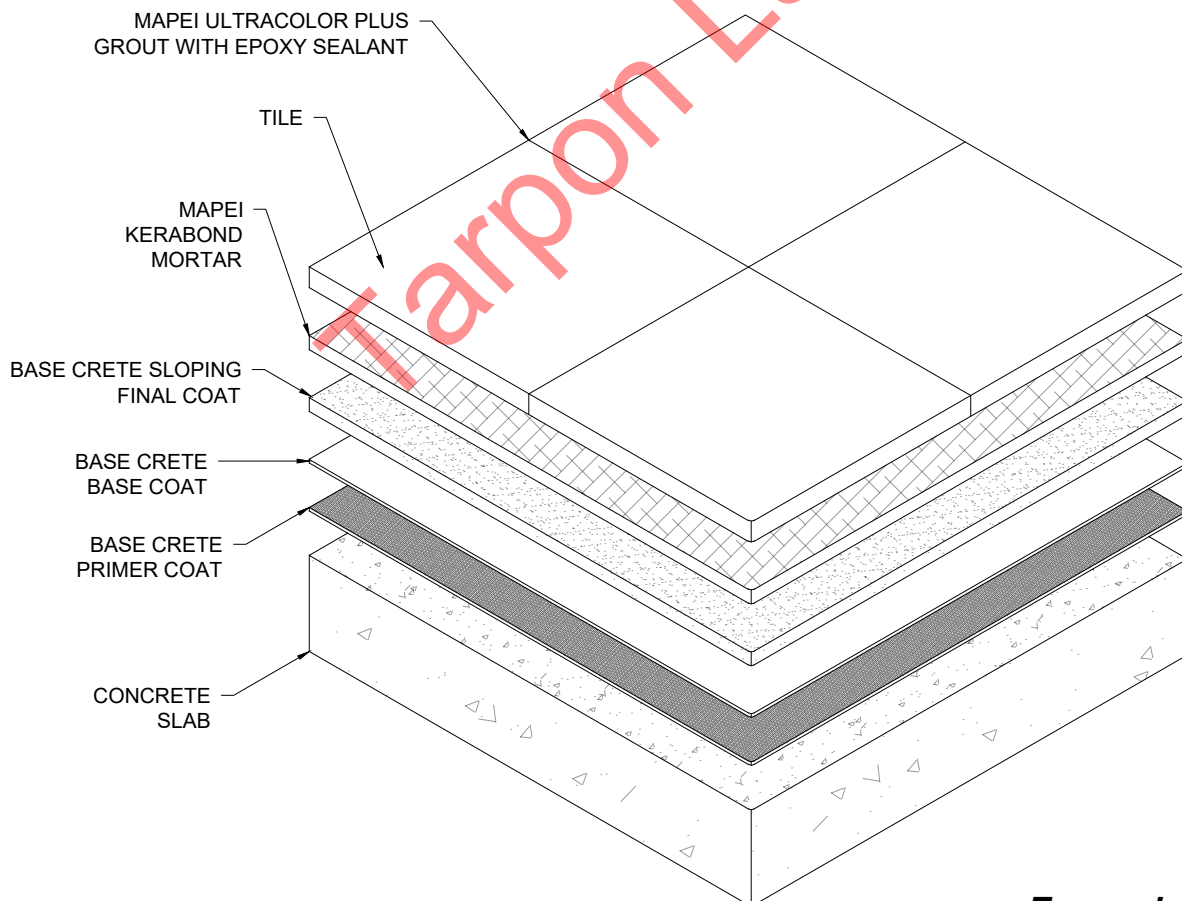 MAPEI ULTRACOLOR PLUS
GROUT WITH EPOXY SEALANT
TILE
MAPEI
KERABOND
MORTAR
BASE CRETE SLOPING
FINAL COAT
BASE CRETE
BASE COAT
BASE CRETE
PRIMER COAT
CONCRETE
SLAB
Tarpon